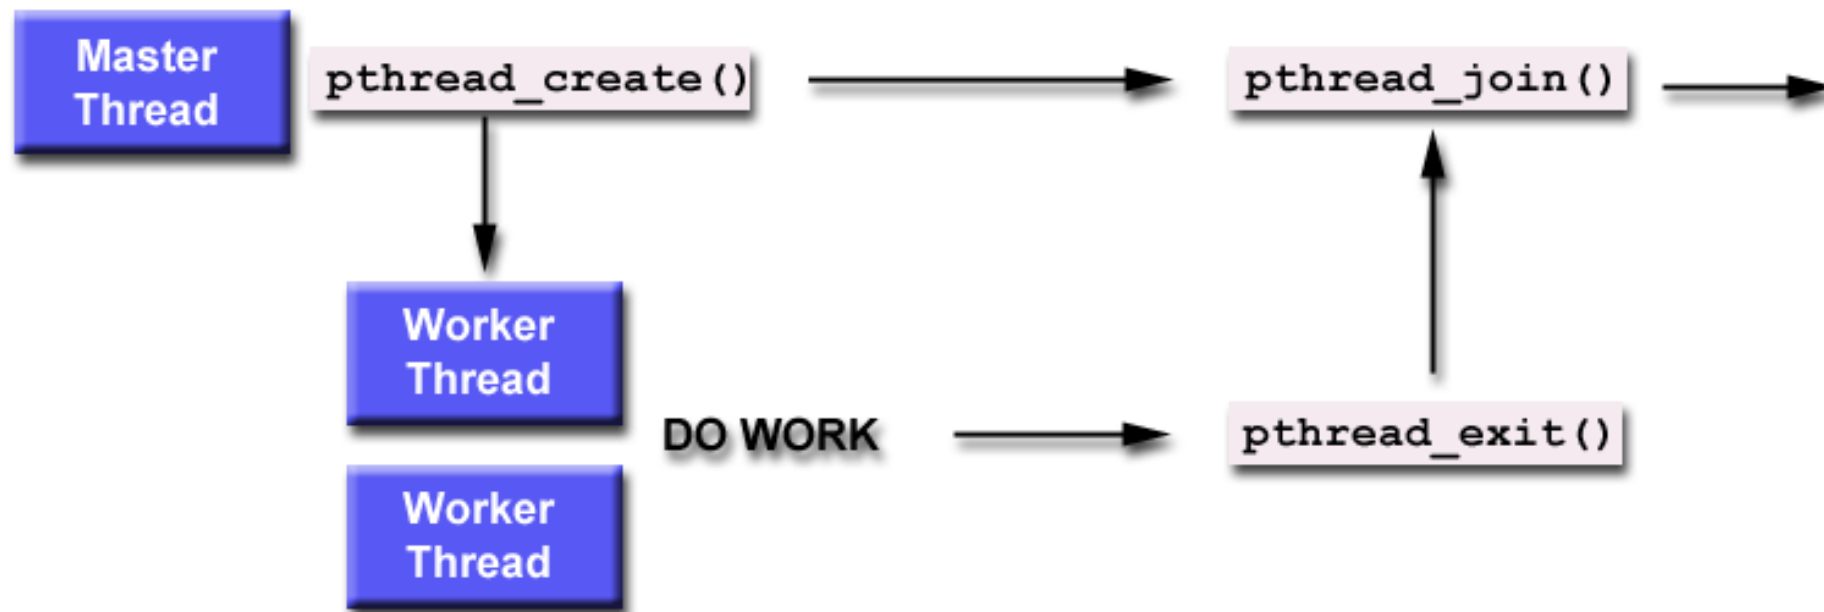 Master
Thread
pthread_create()
pthread_join()
Worker
Thread
DO WORK
pthread_exit()
Worker
Thread